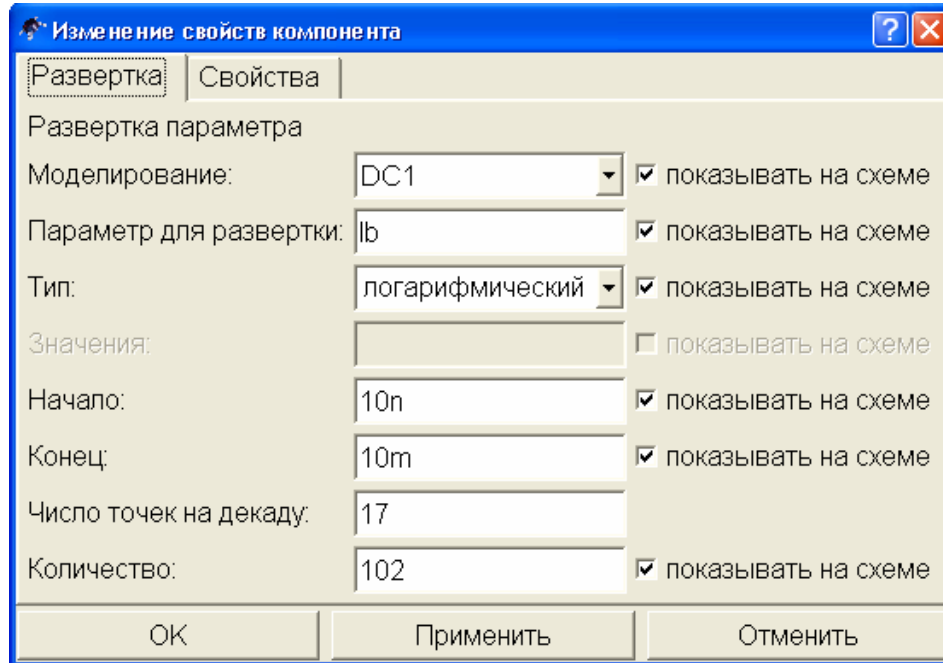 Изменение свойств компонента
Развертка Свойства
Развертка параметра
Моделирование: DC1 показывать на схеме
Параметр для развертки: Ib показывать на схеме
Тип: логарифмический показывать на схеме
Значения: показывать на схеме
Начало: 10n показывать на схеме
Конец: 10m показывать на схеме
Число точек на декаду: 17
Количество: 102 показывать на схеме
OK Применить Отменить